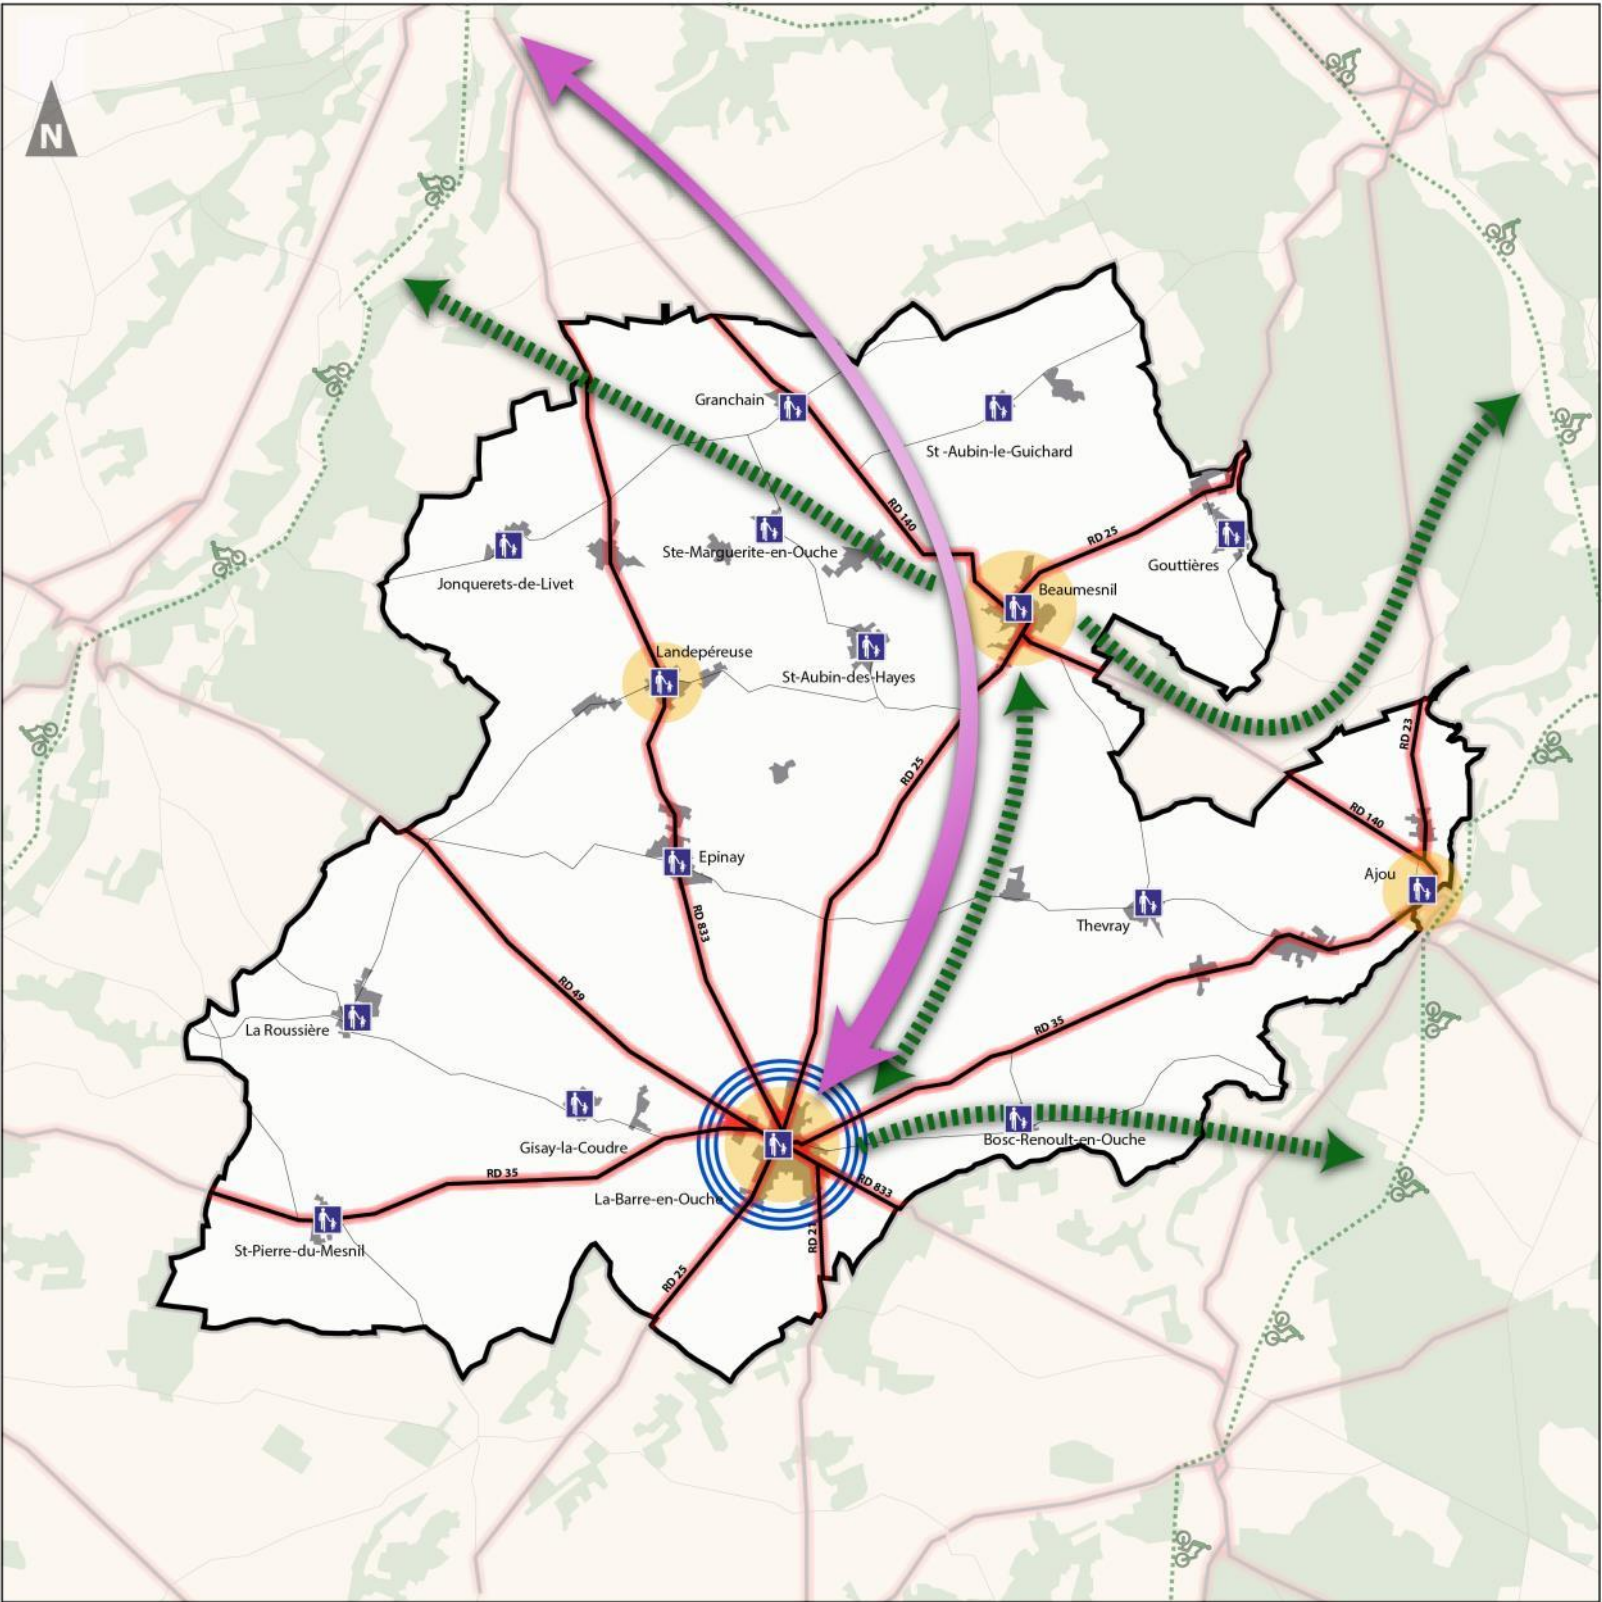 N
Granchain
St -Aubin-le-Guichard
RD 140
Ste-Marguerite-en-Ouche
RD 25
Jonquerets-de-Livet
Gouttières
Beaumesnil
Landepéreuse
St-Aubin-des-Hayes
RD 23
RD 25
RD 140
Epinay
Ajou
RD 833
Thevray
RD 49
La Roussière
RD 35
Gisay-la-Coudre
Bosc-Renoult-en-Ouche
RD 35
RD 833
La-Barre-en-Ouche
RD 21
St-Pierre-du-Mesnil
RD 25